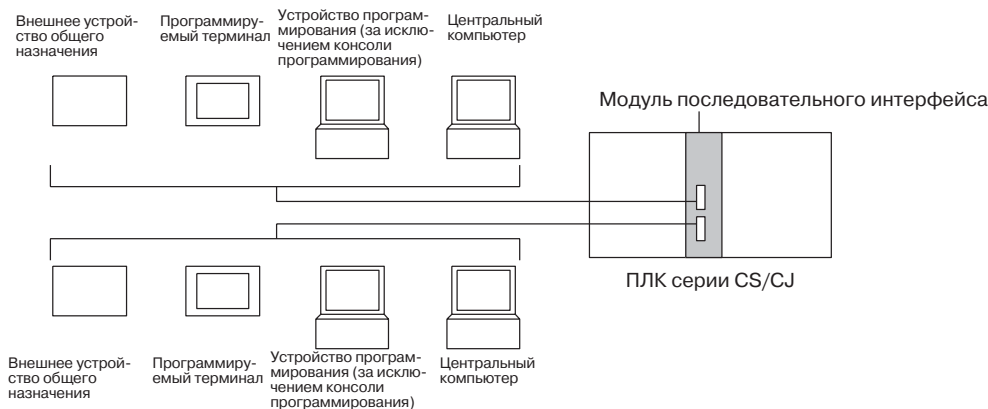 Внешнее устрой-
ство общего
назначения
Программиру-
емый терминал
Устройство програм-
мирования (за исклю-
чением консоли
программирования)
Центральный
компьютер
Модуль последовательного интерфейса
ПЛК серии CS/CJ
Внешнее устрой-
ство общего
назначения
Программиру-
емый терминал
Устройство програм-
мирования (за исклю-
чением консоли
программирования)
Центральный
компьютер